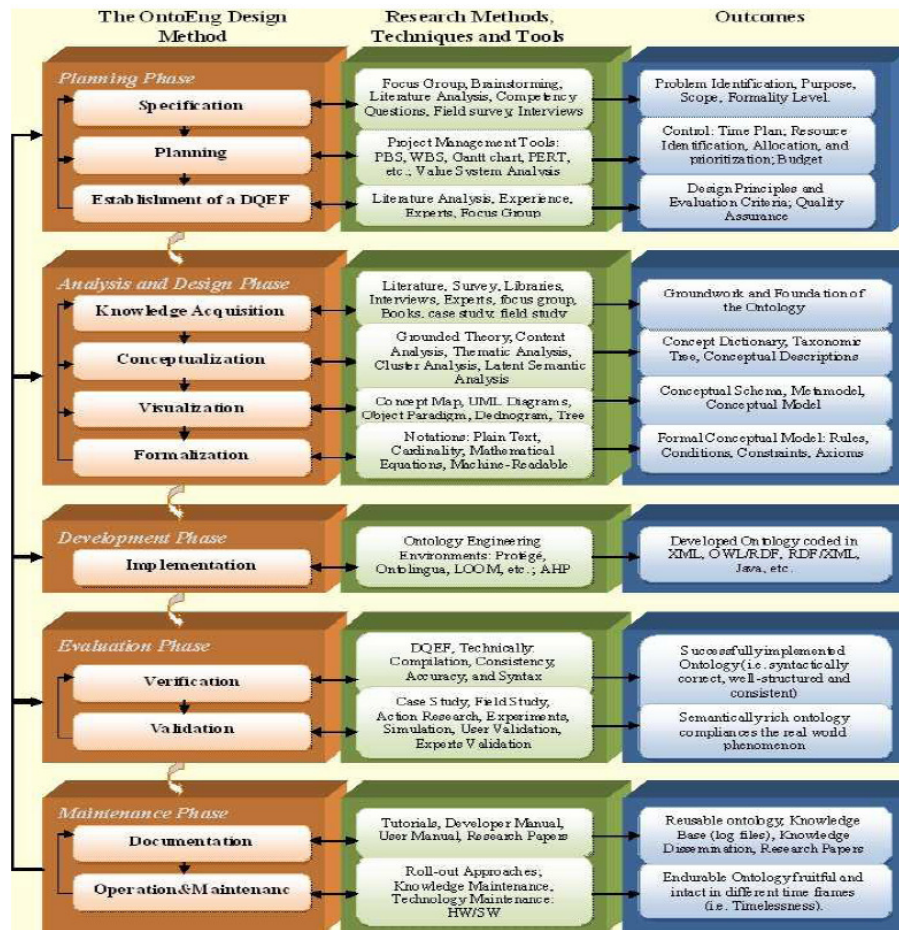 The OntoEng Design
Method
Research Methods,
Techniques and Tools
Outcomes
Planning Phase
Specification
Focus Group, Brainstorming,
Literature Analysis, Competency
Questions, Field survey, Interviews
Problem Identification, Purpose,
Scope, Formality Level.
Planning
Project Management Tools:
PBS, WBS, Gantt chart, PERT,
etc.; Value System Analysis
Control: Time Plan; Resource
Identification, Allocation, and
prioritization; Budget
Establishment of a DQEF
Literature Analysis, Experience,
Experts, Focus Group
Design Principles and
Evaluation Criteria; Quality
Assurance
Analysis and Design Phase
Knowledge Acquisition
Literature, Survey, Libraries,
Interviews, Experts, focus group,
Books, case study, field study
Groundwork and Foundation of
the Ontology
Conceptualization
Grounded Theory, Content
Analysis, Thematic Analysis,
Cluster Analysis, Latent Semantic
Analysis
Concept Dictionary, Taxonomic
Tree, Conceptual Descriptions
Visualization
Concept Map, UML Diagrams,
Object Paradigm, Dednogram, Tree
Conceptual Schema, Metamodel,
Conceptual Model
Formalization
Notations: Plain Text,
Cardinality, Mathematical
Equations, Machine-Readable
Formal Conceptual Model: Rules,
Conditions, Constraints, Axioms
Development Phase
Implementation
Ontology Engineering
Environments: Protégé,
Ontolingua, LOOM, etc.; AHP
Developed Ontology coded in
XML, OWL/RDF, RDF/XML,
Java, etc.
Evaluation Phase
Verification
DQEF, Technically:
Compilation, Consistency,
Accuracy, and Syntax
Successfully implemented
Ontology (i.e. syntactically
correct, well-structured and
consistent)
Validation
Case Study, Field Study,
Action Research, Experiments,
Simulation, User Validation,
Experts Validation
Semantically rich ontology
compliances the real world
phenomenon
Maintenance Phase
Documentation
Tutorials, Developer Manual,
User Manual, Research Papers
Reusable ontology, Knowledge
Base (log files), Knowledge
Dissemination, Research Papers
Operation&Maintenanc
Roll-out Approaches;
Knowledge Maintenance,
Technology Maintenance:
HW/SW
Endurable Ontology fruitful and
intact in different time frames
(i.e. Timelessness).